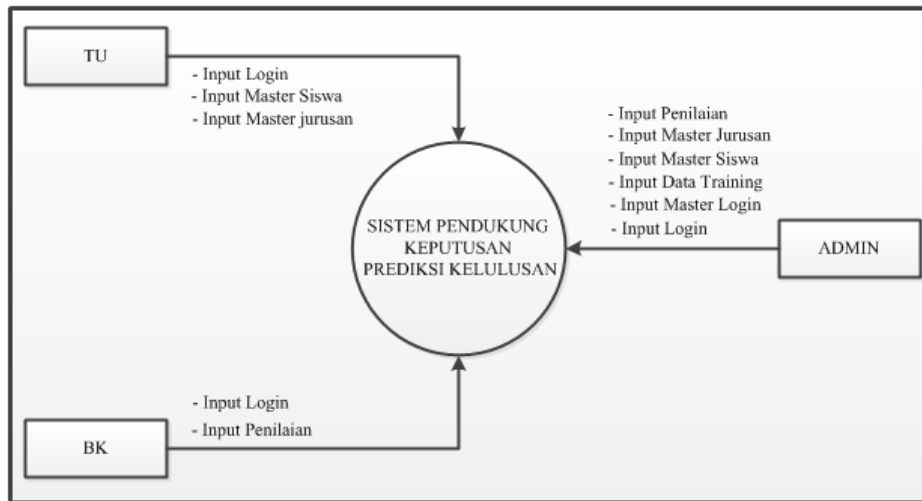 TU
- Input Login
- Input Master Siswa
- Input Master jurusan
- Input Penilaian
- Input Master Jurusan
- Input Master Siswa
- Input Data Training
- Input Master Login
- Input Login
SISTEM PENDUKUNG
KEPUTUSAN
PREDIKSI KELULUSAN
ADMIN
- Input Login
- Input Penilaian
BK